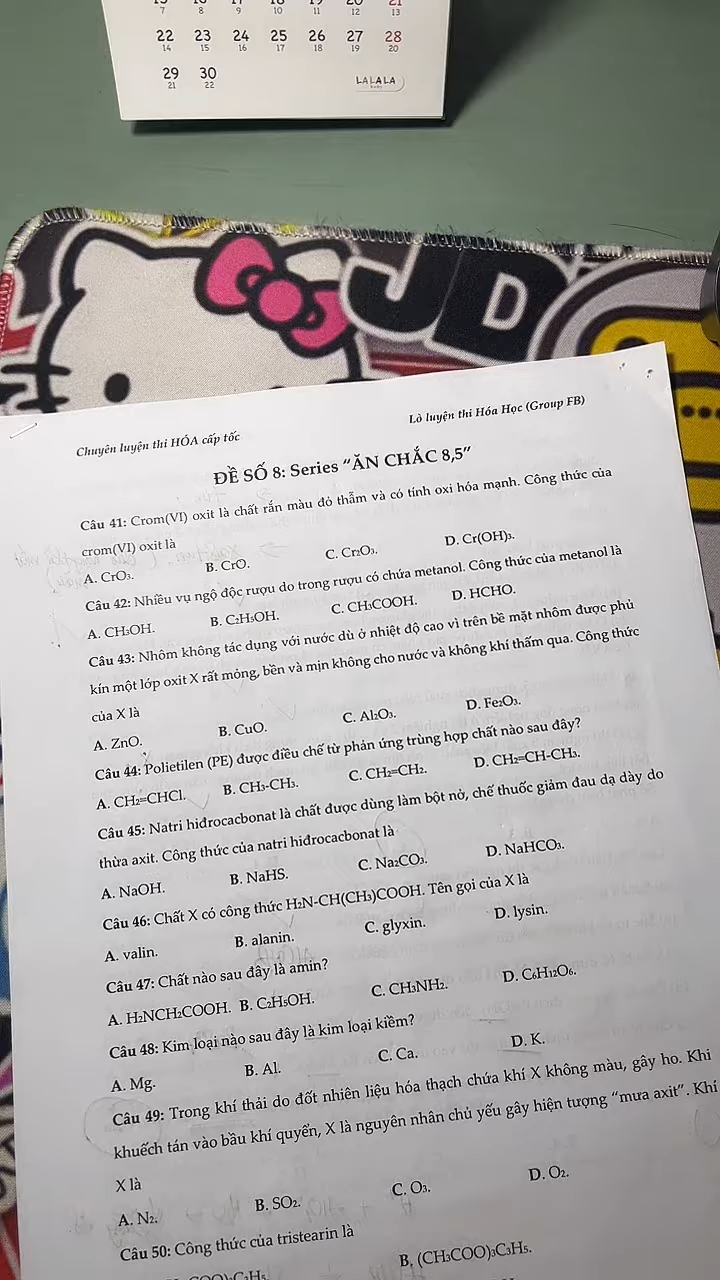 21
7 8 9 10 11 12 13
22 23 24 25 26 27 28
14 15 16 17 18 19 20
29 30
21 22
LALALA
JD
Chuyên luyện thi HÓA cấp tốc
Lò luyện thi Hóa Học (Group FB)
ĐỀ SỐ 8: Series “ĂN CHẮC 8,5”
Câu 41: Crom(VI) oxit là chất rắn màu đỏ thẫm và có tính oxi hóa mạnh. Công thức của
crom(VI) oxit là
A. CrO₃. B. CrO. C. Cr₂O₃. D. Cr(OH)₃.
Câu 42: Nhiều vụ ngộ độc rượu do trong rượu có chứa metanol. Công thức của metanol là
A. CH₃OH. B. C₂H₅OH. C. CH₃COOH. D. HCHO.
Câu 43: Nhôm không tác dụng với nước dù ở nhiệt độ cao vì trên bề mặt nhôm được phủ
kín một lớp oxit X rất mỏng, bền và mịn không cho nước và không khí thấm qua. Công thức
của X là
A. ZnO. B. CuO. C. Al₂O₃. D. Fe₂O₃.
Câu 44: Polietilen (PE) được điều chế từ phản ứng trùng hợp chất nào sau đây?
A. CH₂=CHCl. B. CH₃-CH₃. C. CH₂=CH₂. D. CH₂=CH-CH₃.
Câu 45: Natri hiđrocacbonat là chất được dùng làm bột nở, chế thuốc giảm đau dạ dày do
thừa axit. Công thức của natri hiđrocacbonat là
A. NaOH. B. NaHS. C. Na₂CO₃. D. NaHCO₃.
Câu 46: Chất X có công thức H₂N-CH(CH₃)COOH. Tên gọi của X là
A. valin. B. alanin. C. glyxin. D. lysin.
Câu 47: Chất nào sau đây là amin?
A. H₂NCH₂COOH. B. C₂H₅OH. C. CH₃NH₂. D. C₆H₁₂O₆.
Câu 48: Kim loại nào sau đây là kim loại kiềm?
A. Mg. B. Al. C. Ca. D. K.
Câu 49: Trong khí thải do đốt nhiên liệu hóa thạch chứa khí X không màu, gây ho. Khi
khuếch tán vào bầu khí quyển, X là nguyên nhân chủ yếu gây hiện tượng “mưa axit”. Khí
X là
A. N₂. B. SO₂. C. O₃. D. O₂.
Câu 50: Công thức của tristearin là
B. (CH₃COO)₃C₃H₅.